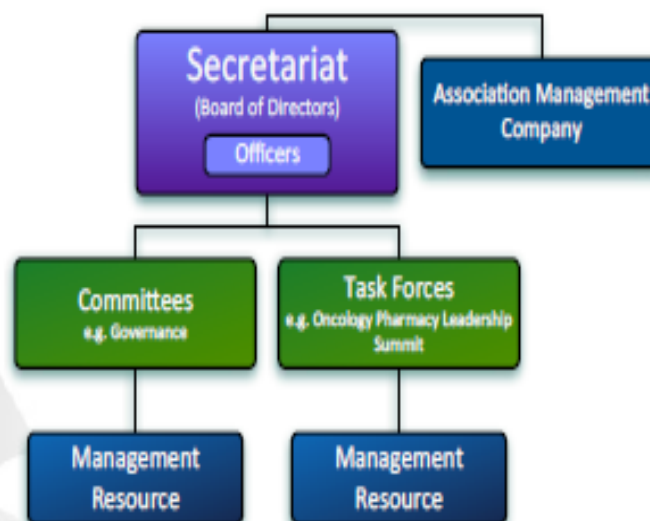 Secretariat
(Board of Directors)
Officers
Association Management
Company
Committees
e.g. Governance
Task Forces
e.g. Oncology Pharmacy Leadership
Summit
Management
Resource
Management
Resource